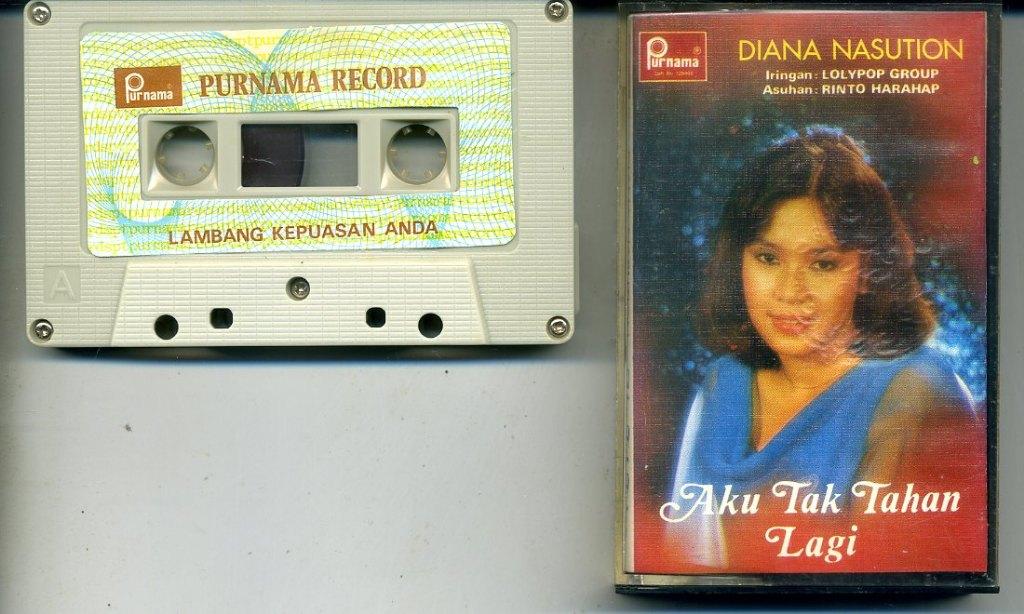 Purnama
PURNAMA RECORD
LAMBANG KEPUASAN ANDA
A
Purnama
DIANA NASUTION
Iringan: LOLYPOP GROUP
Asuhan: RINTO HARAHAP
Aku Tak Tahan
Lagi